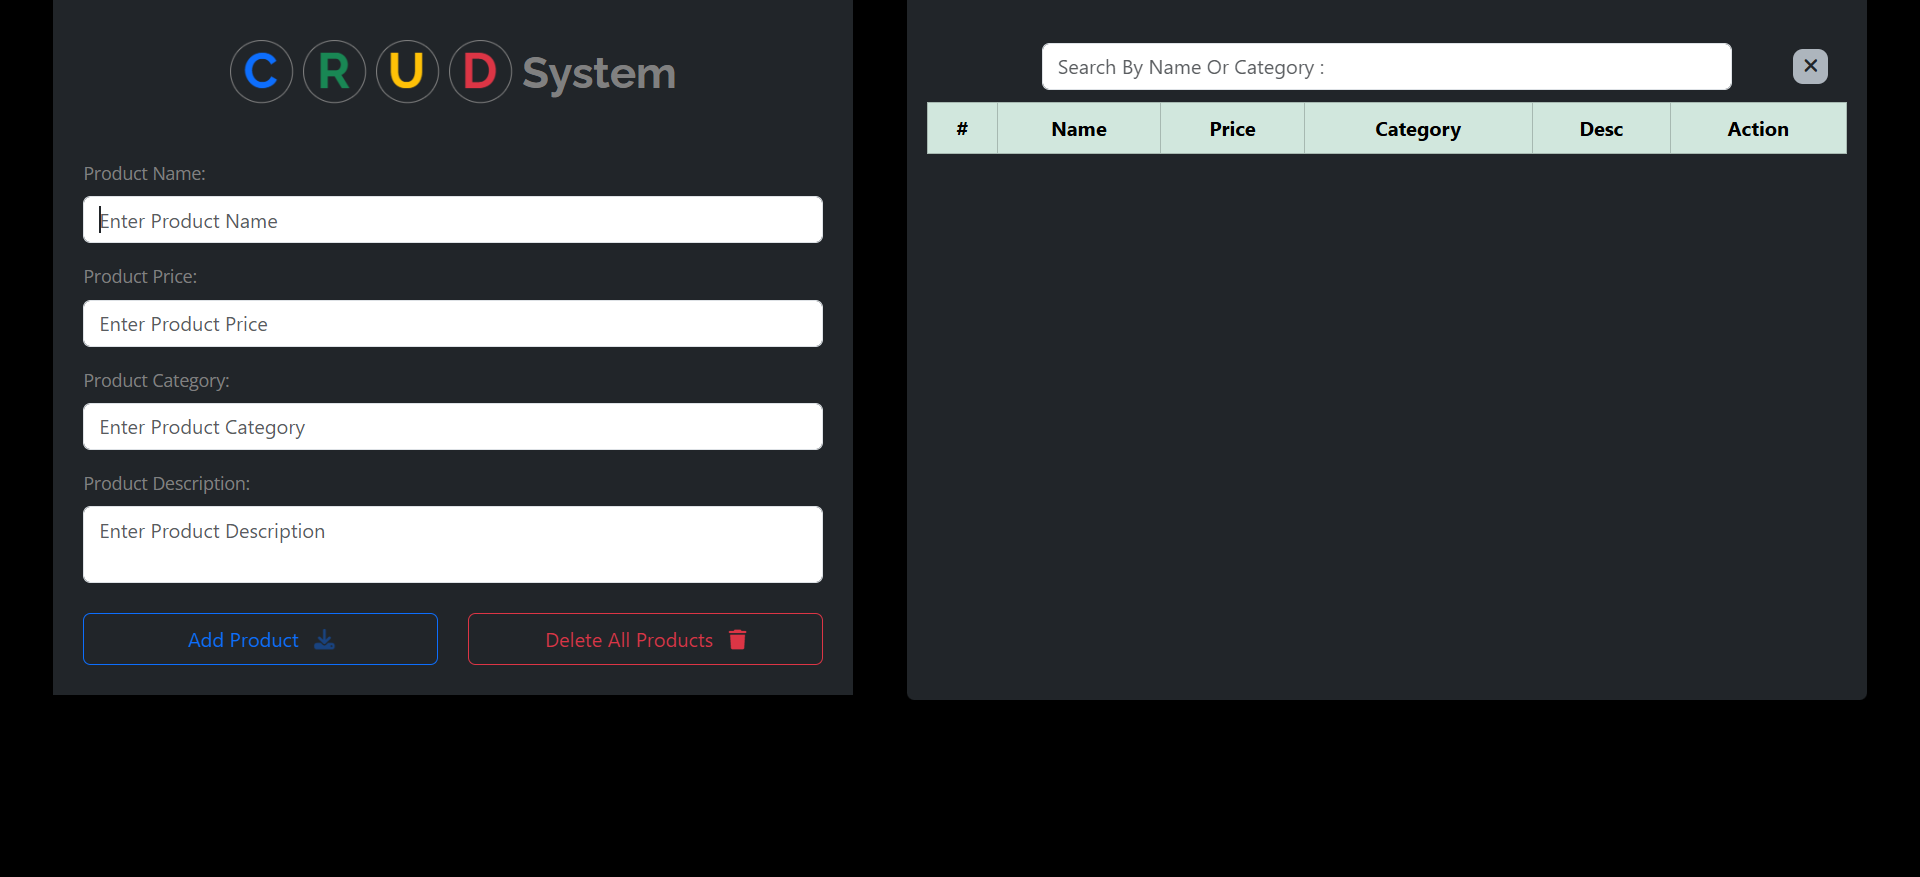 C R U D System
Product Name:
Enter Product Name
Product Price:
Enter Product Price
Product Category:
Enter Product Category
Product Description:
Enter Product Description
Add Product
Delete All Products
Search By Name Or Category :
# Name Price Category Desc Action